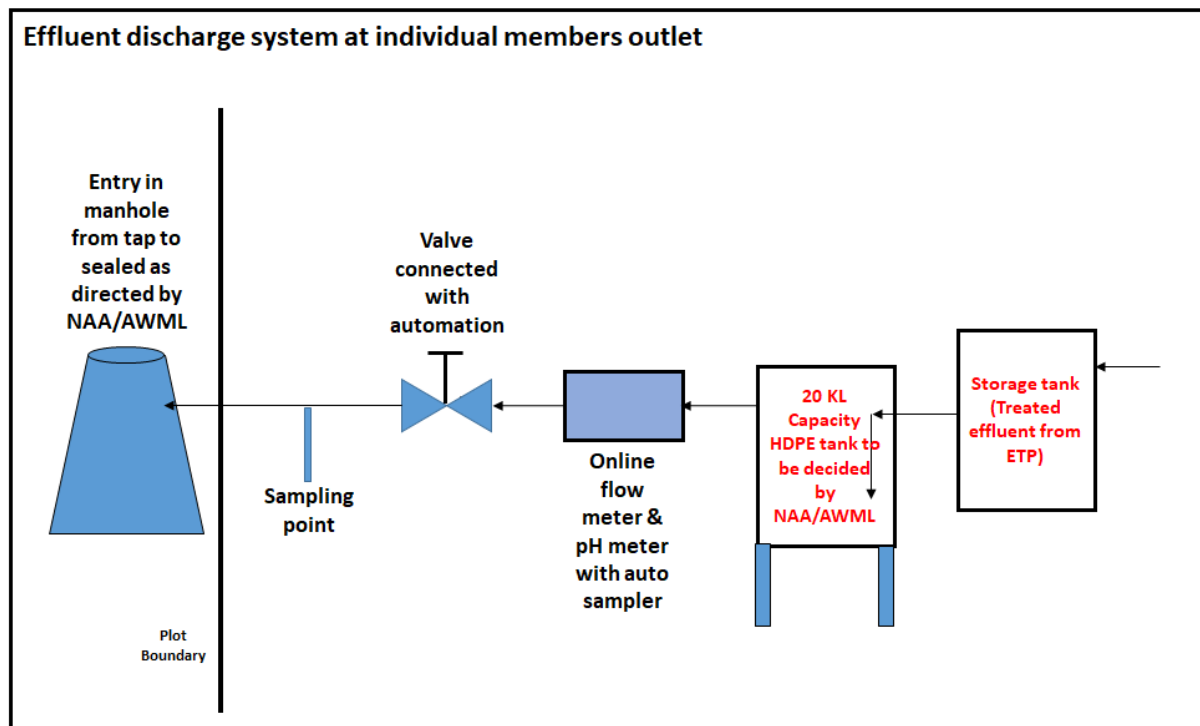 Effluent discharge system at individual members outlet
Entry in
manhole
from tap to
sealed as
directed by
NAA/AWML
Valve
connected
with
automation
Storage tank
(Treated
effluent from
ETP)
20 KL
Capacity
HDPE tank to
be decided
by
NAA/AWML
Online
flow
meter &
pH meter
with auto
sampler
Sampling
point
Plot
Boundary